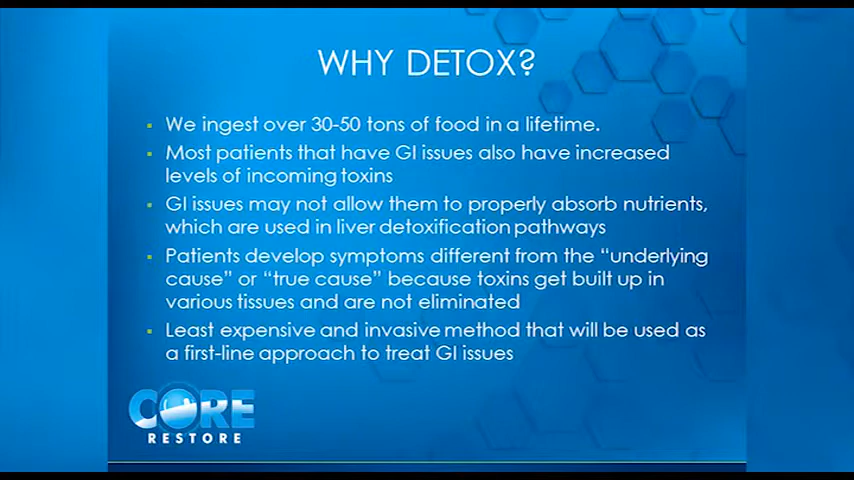 WHY DETOX?
▪ We ingest over 30-50 tons of food in a lifetime.
▪ Most patients that have GI issues also have increased
levels of incoming toxins
▪ GI issues may not allow them to properly absorb nutrients,
which are used in liver detoxification pathways
▪ Patients develop symptoms different from the “underlying
cause” or “true cause” because toxins get built up in
various tissues and are not eliminated
▪ Least expensive and invasive method that will be used as
a first-line approach to treat GI issues
CORE
RESTORE